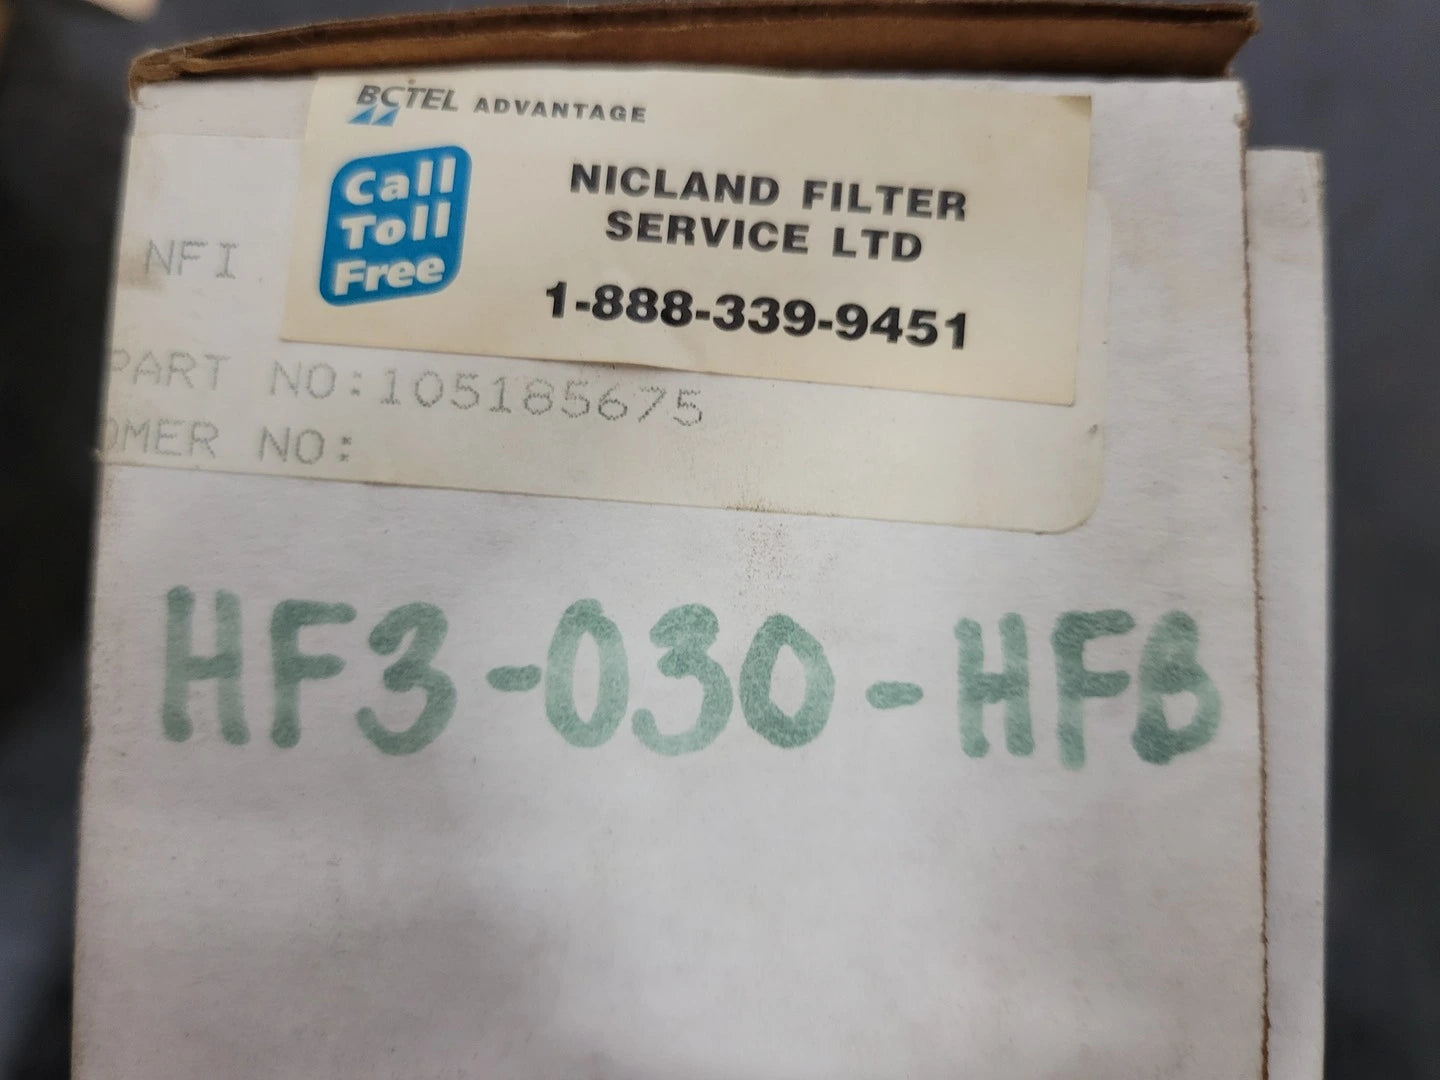 BCTEL ADVANTAGE
Call
Toll
Free
NICLAND FILTER
SERVICE LTD
1-888-339-9451
NFI
PART NO:105185675
OMER NO:
HF3-030-HFB